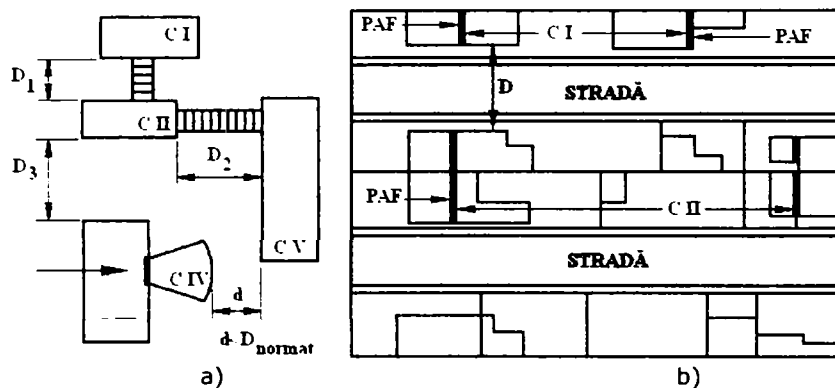 C I
D1
C II
D2
D3
C V
C IV
d
d< Dnormat
a)
PAF
C I
PAF
D
STRADĂ
PAF
C II
STRADĂ
b)